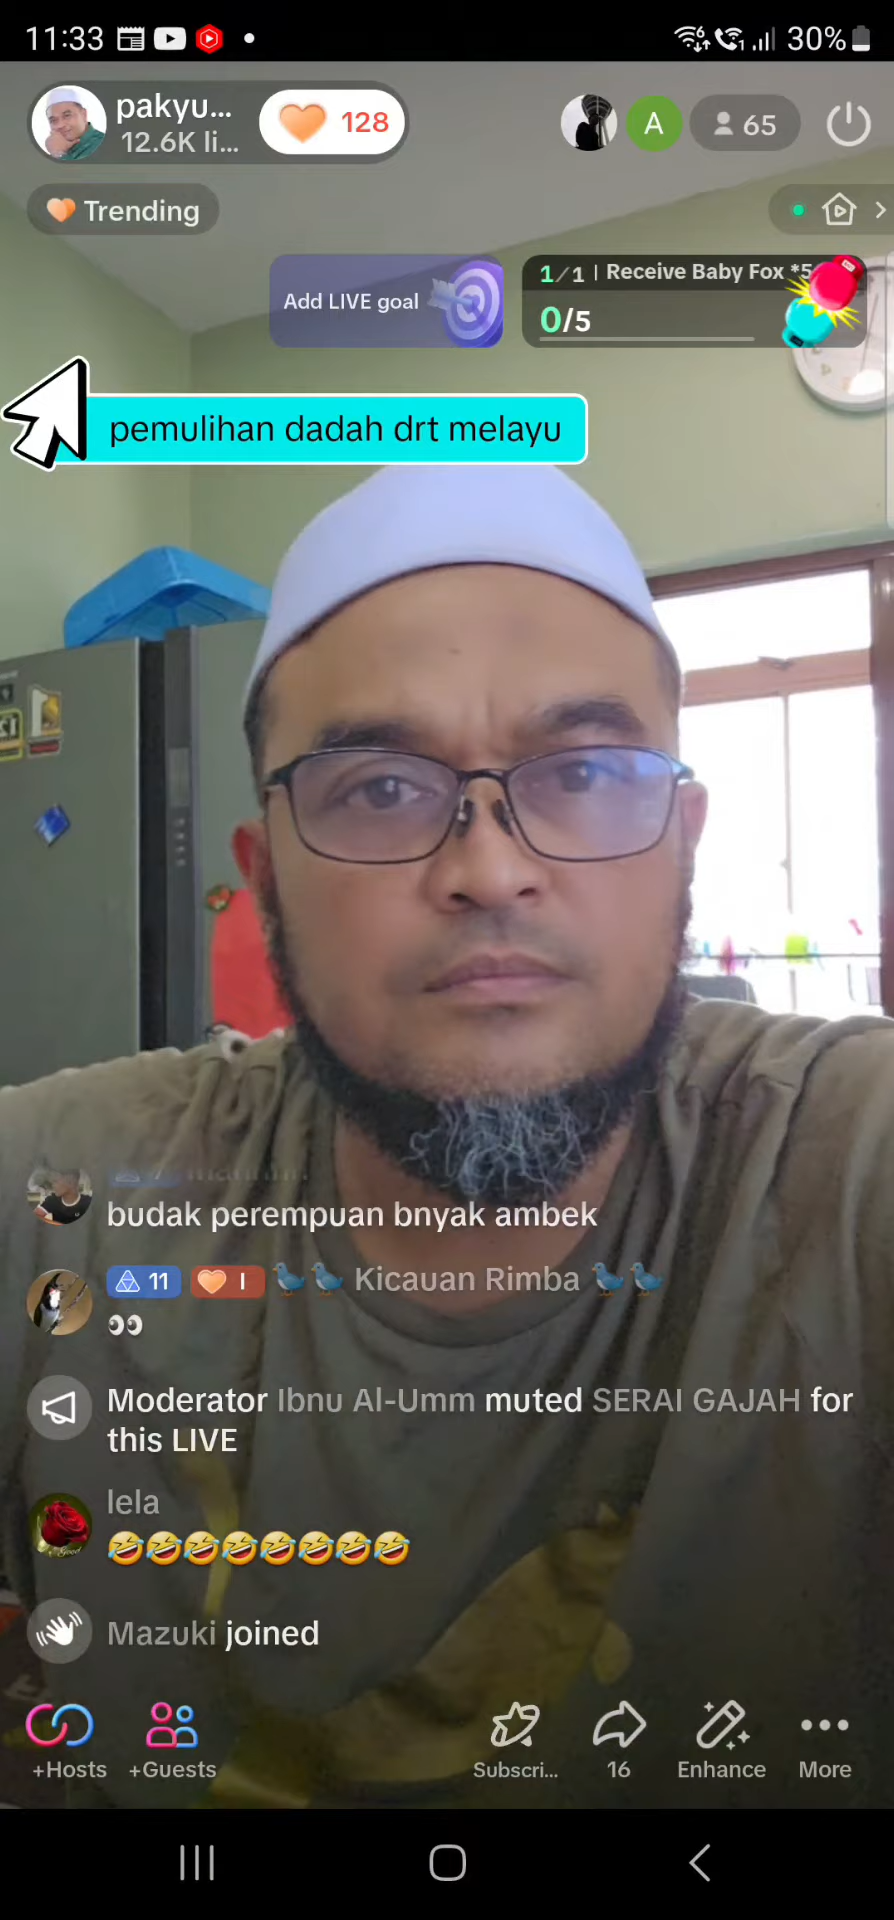 11:33
30%
pakyu...
12.6K li...
128
A
65
Trending
Add LIVE goal
1/1 | Receive Baby Fox *5
0/5
pemulihan dadah drt melayu
budak perempuan bnyak ambek
11 I Kicauan Rimba
👀
Moderator Ibnu Al-Umm muted SERAI GAJAH for
this LIVE
lela
🤣🤣🤣🤣🤣🤣🤣🤣
Mazuki joined
+Hosts
+Guests
Subscri...
16
Enhance
More